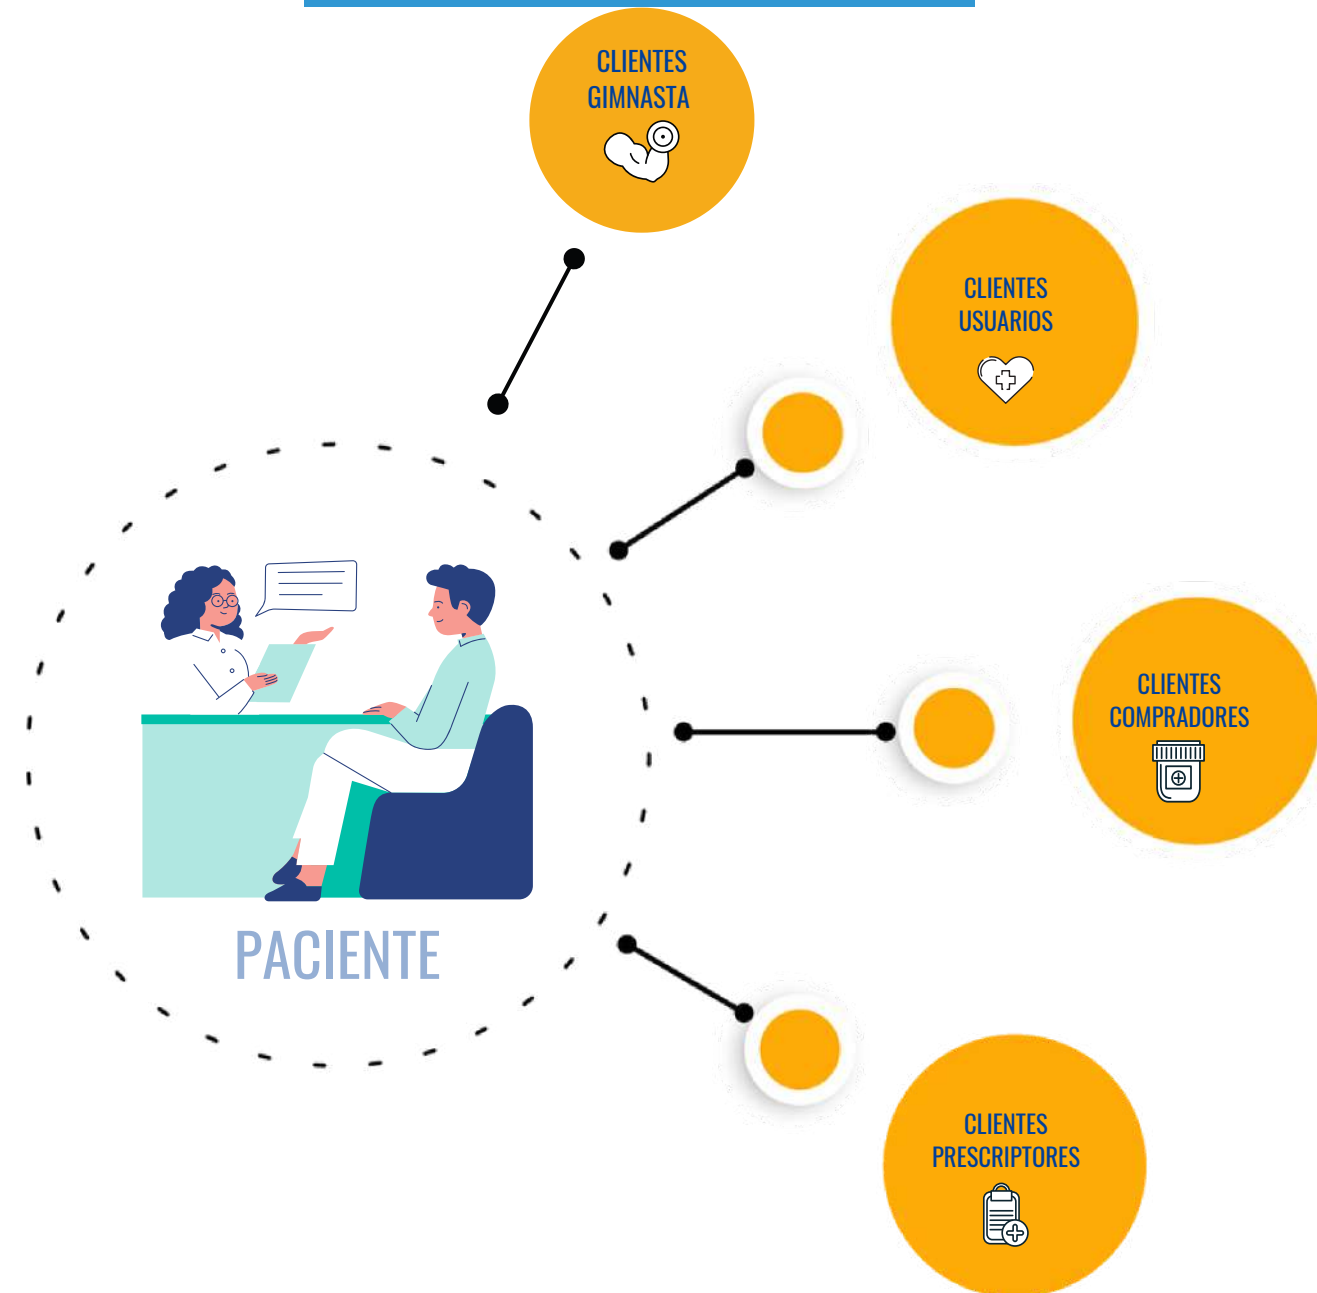 CLIENTES
GIMNASTA
CLIENTES
USUARIOS
CLIENTES
COMPRADORES
PACIENTE
CLIENTES
PRESCRIPTORES